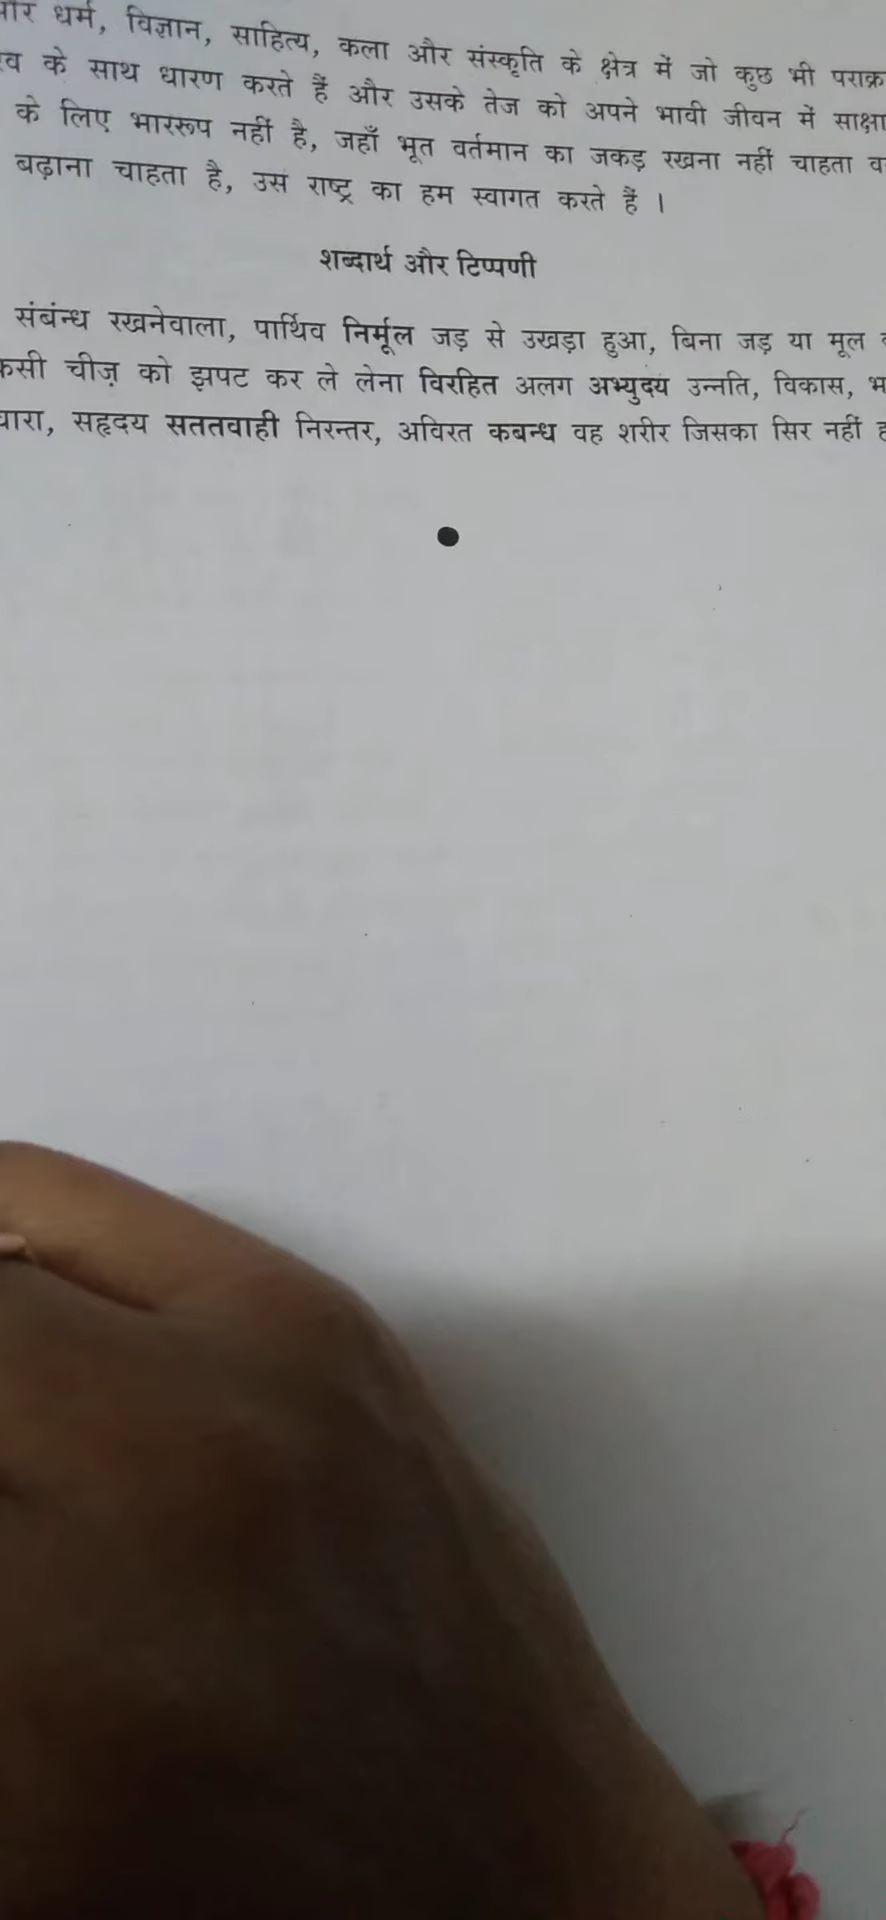 धर्म, विज्ञान, साहित्य, कला और संस्कृति के क्षेत्र में जो कुछ भी
के साथ धारण करते हैं और उसके तेज को अपने भावी जीवन में
के लिए भाररूप नहीं है, जहाँ भूत वर्तमान का जकड़ रखना नहीं चाहता
बढ़ाना चाहता है, उस राष्ट्र का हम स्वागत करते हैं ।
शब्दार्थ और टिप्पणी
संबंन्ध रखनेवाला, पार्थिव निर्मूल जड़ से उखड़ा हुआ, बिना जड़ या मूल
चीज़ को झपट कर ले लेना विरहित अलग अभ्युदय उन्नति, विकास,
सहृदय सततवाही निरन्तर, अविरत कबन्ध वह शरीर जिसका सिर नहीं